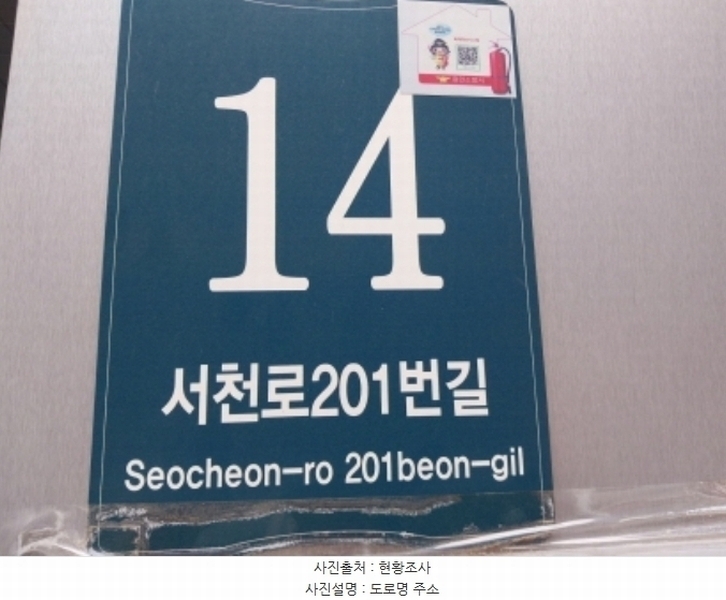 14
서천로201번길
Seocheon-ro 201beon-gil
사진출처 : 현황조사
사진설명 : 도로명 주소